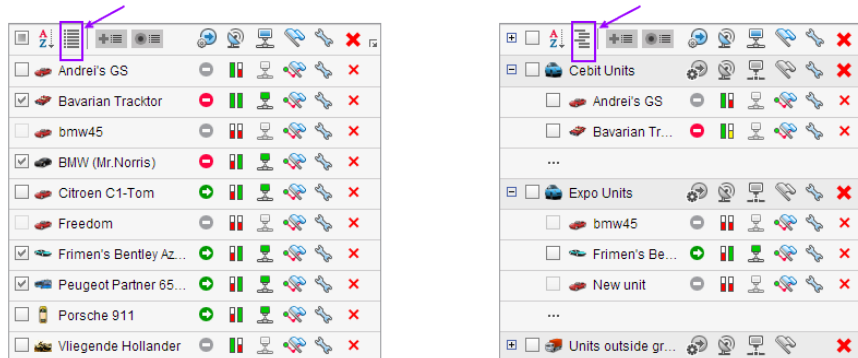 A
Z
Andrei's GS
Bavarian Tracktor
bmw45
BMW (Mr.Norris)
Citroen C1-Tom
Freedom
Frimen's Bentley Az...
Peugeot Partner 65...
Porsche 911
Vliegende Hollander
A
Z
Cebit Units
Andrei's GS
Bavarian Tr...
...
Expo Units
bmw45
Frimen's Be...
New unit
...
Units outside gr...